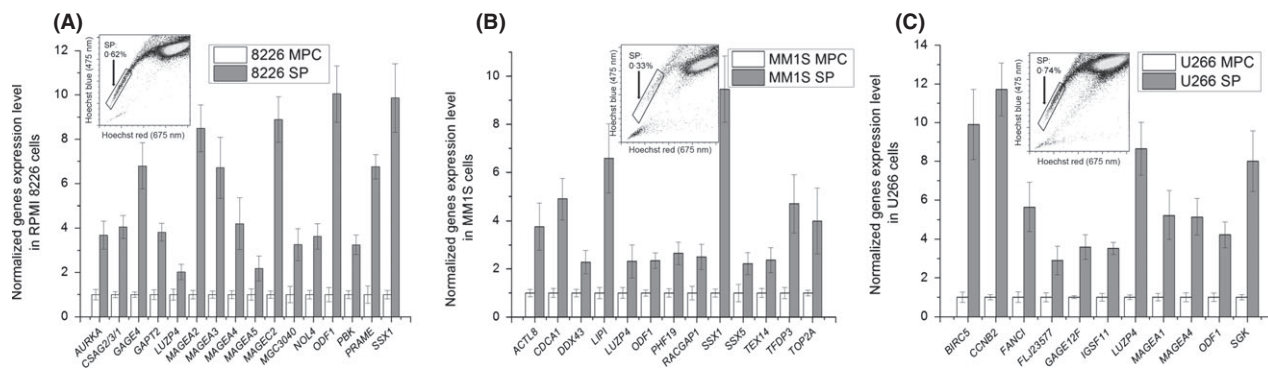 (A)
Normalized genes expression level
in RPMI 8226 cells
12
10
8
6
4
2
0
SP:
0·62%
Hoechst blue (475 nm)
Hoechst red (675 nm)
8226 MPC
8226 SP
AURKA
CSAG2/3/1
GAGE4
GAPT2
LUZP4
MAGEA2
MAGEA3
MAGEA4
MAGEA5
MAGEC2
MGC3040
NOL4
ODF1
PBK
PRAME
SSX1
(B)
Normalized genes expression level
in MM1S cells
10
8
6
4
2
0
SP:
0·33%
Hoechst blue (475 nm)
Hoechst red (675 nm)
MM1S MPC
MM1S SP
ACTL8
CDCA1
DDX43
LIPI
LUZP4
ODF1
PHF19
RACGAP1
SSX1
SSX5
TEX14
TFDP3
TOP2A
(C)
Normalized genes expression level
in U266 cells
14
12
10
8
6
4
2
0
SP:
0·74%
Hoechst blue (475 nm)
Hoechst red (675 nm)
U266 MPC
U266 SP
BIRC5
CCNB2
FANCI
FLJ23577
GAGE12F
IGSF11
LUZP4
MAGEA1
MAGEA4
ODF1
SGK